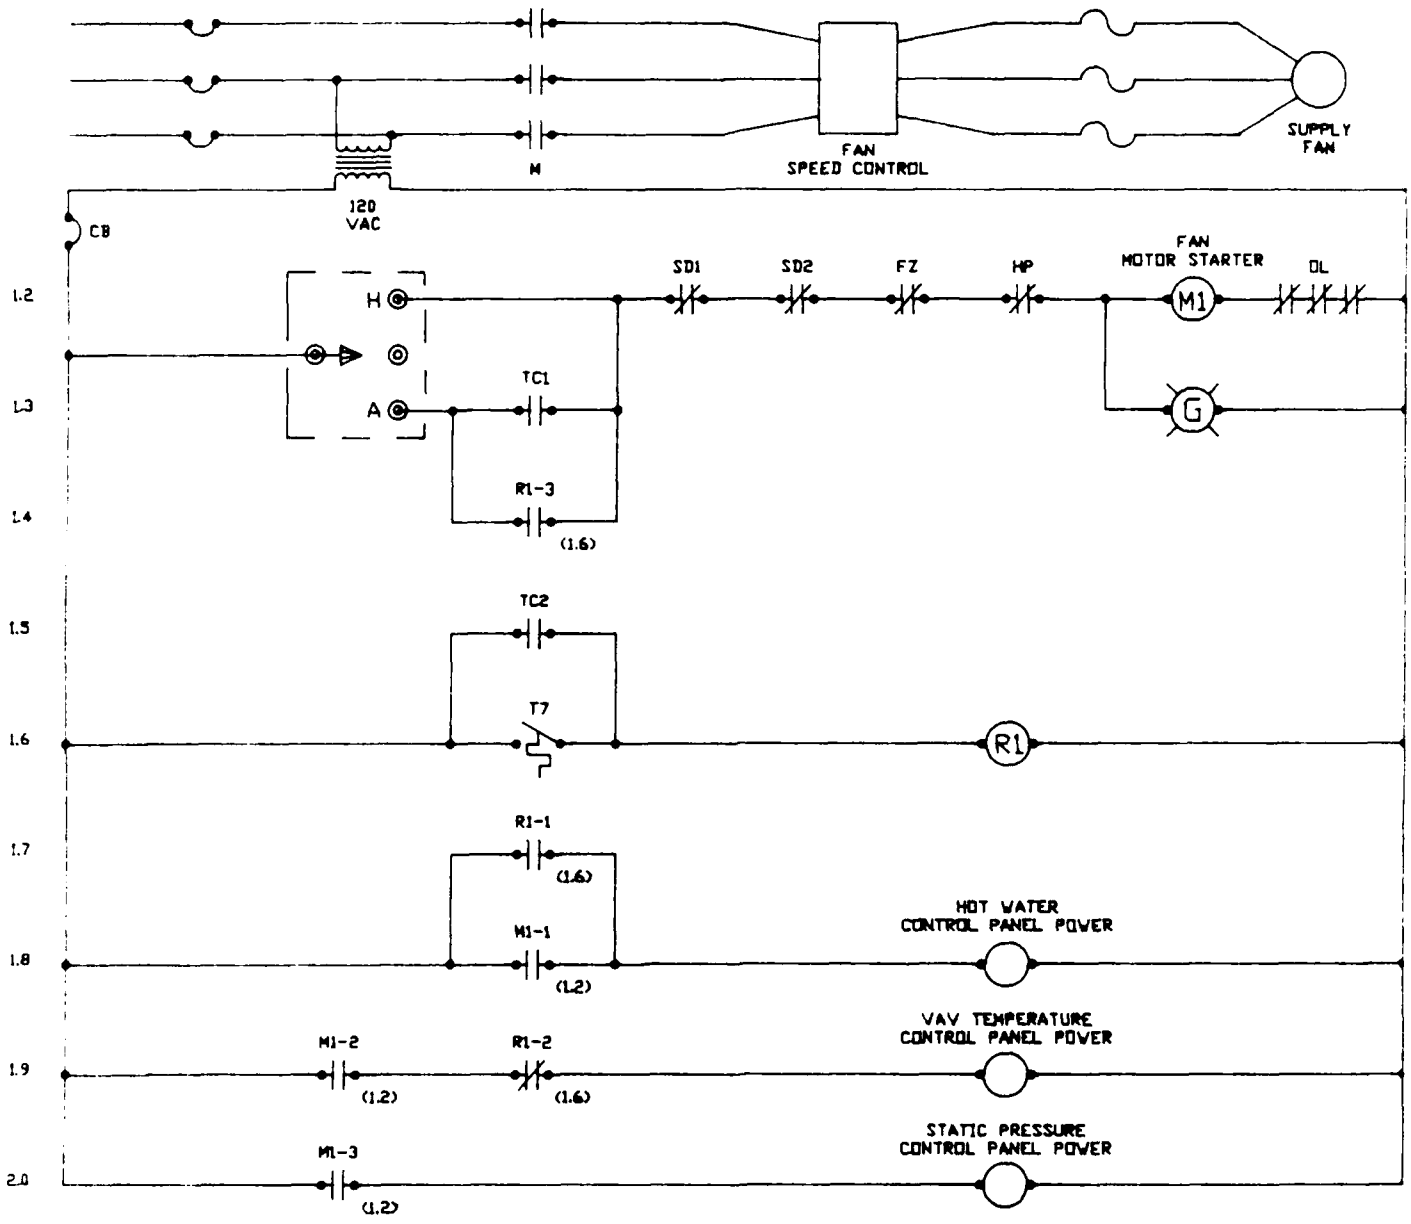 SUPPLY
FAN
FAN
SPEED CONTROL
M
120
VAC
CB
FAN
MOTOR STARTER
SD1
SD2
FZ
HP
OL
1.2
H
M1
TC1
1.3
A
G
R1-3
1.4
(1.6)
TC2
1.5
T7
1.6
R1
R1-1
1.7
(1.6)
HOT WATER
CONTROL PANEL POWER
M1-1
1.8
(1.2)
VAV TEMPERATURE
CONTROL PANEL POWER
M1-2
R1-2
1.9
(1.2)
(1.6)
STATIC PRESSURE
CONTROL PANEL POWER
M1-3
2.0
(1.2)